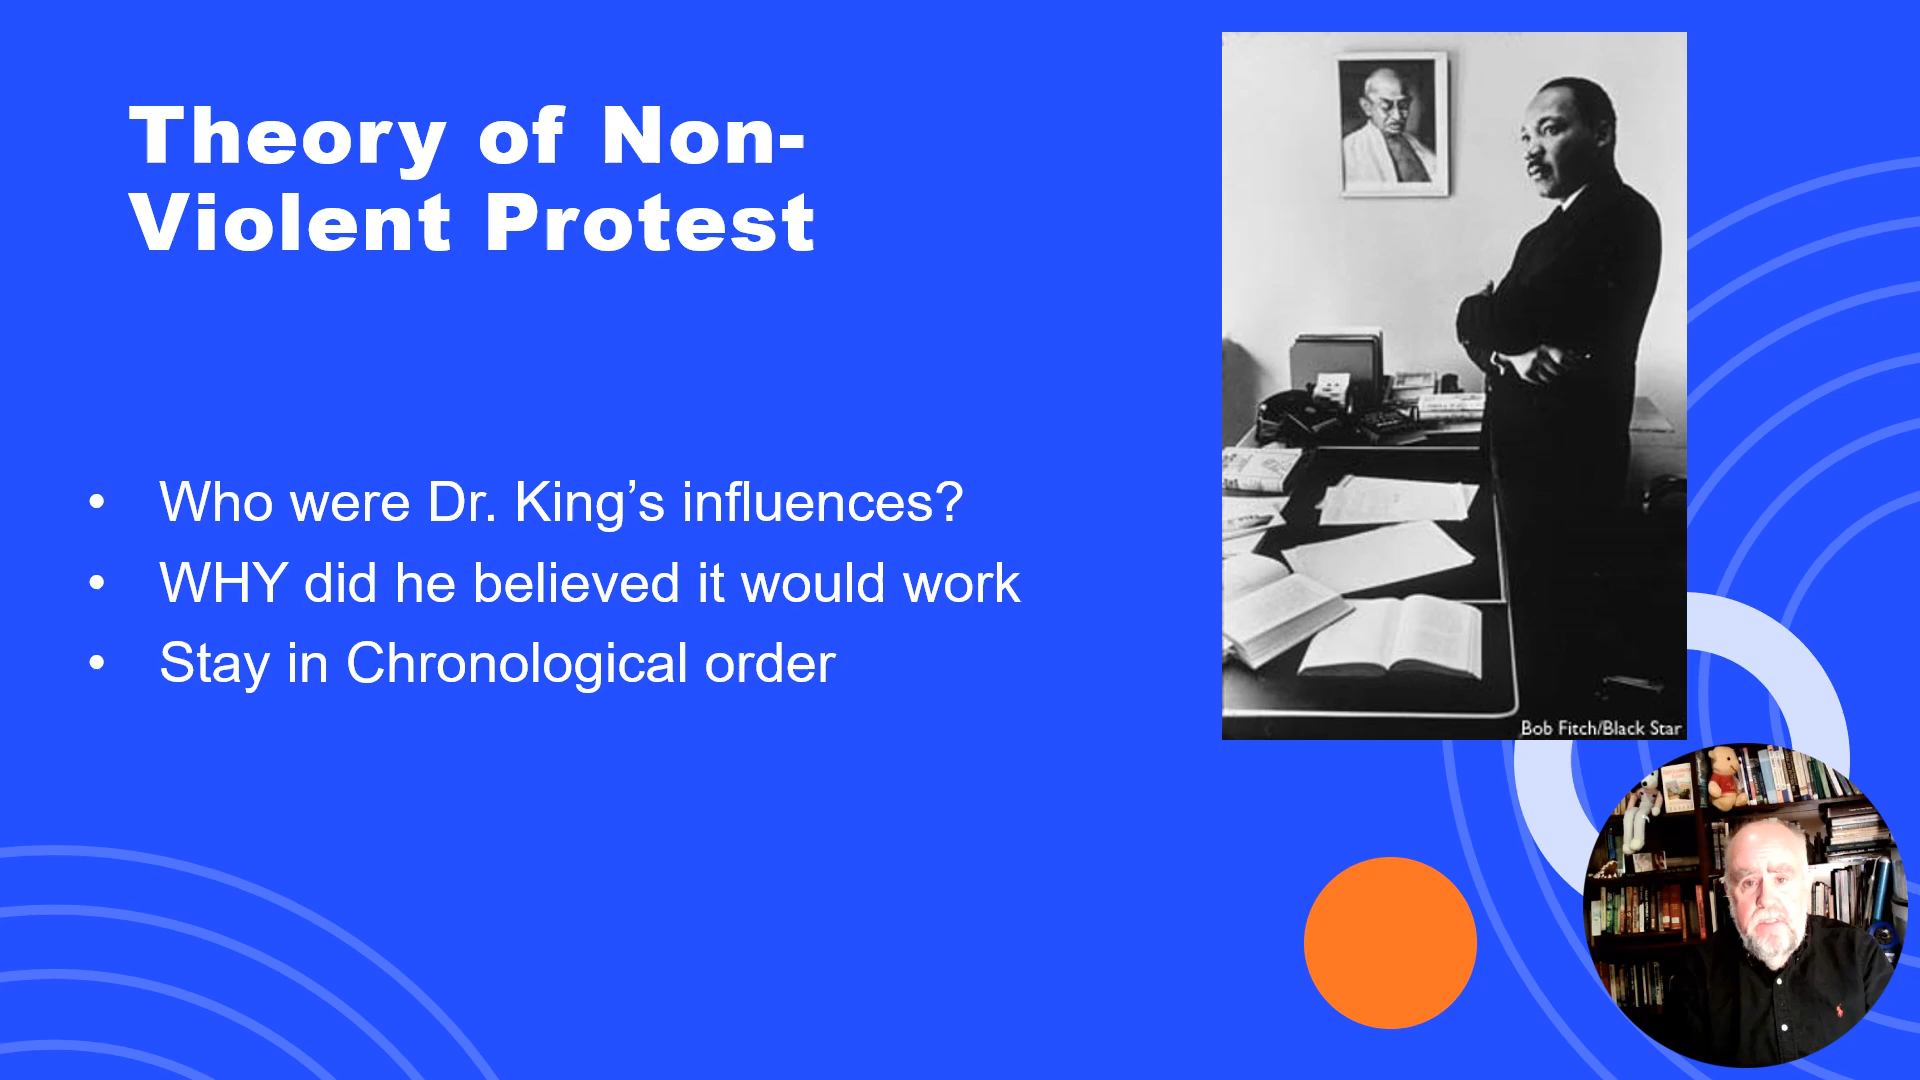 Theory of Non-
Violent Protest
• Who were Dr. King’s influences?
• WHY did he believed it would work
• Stay in Chronological order
Bob Fitch/Black Star